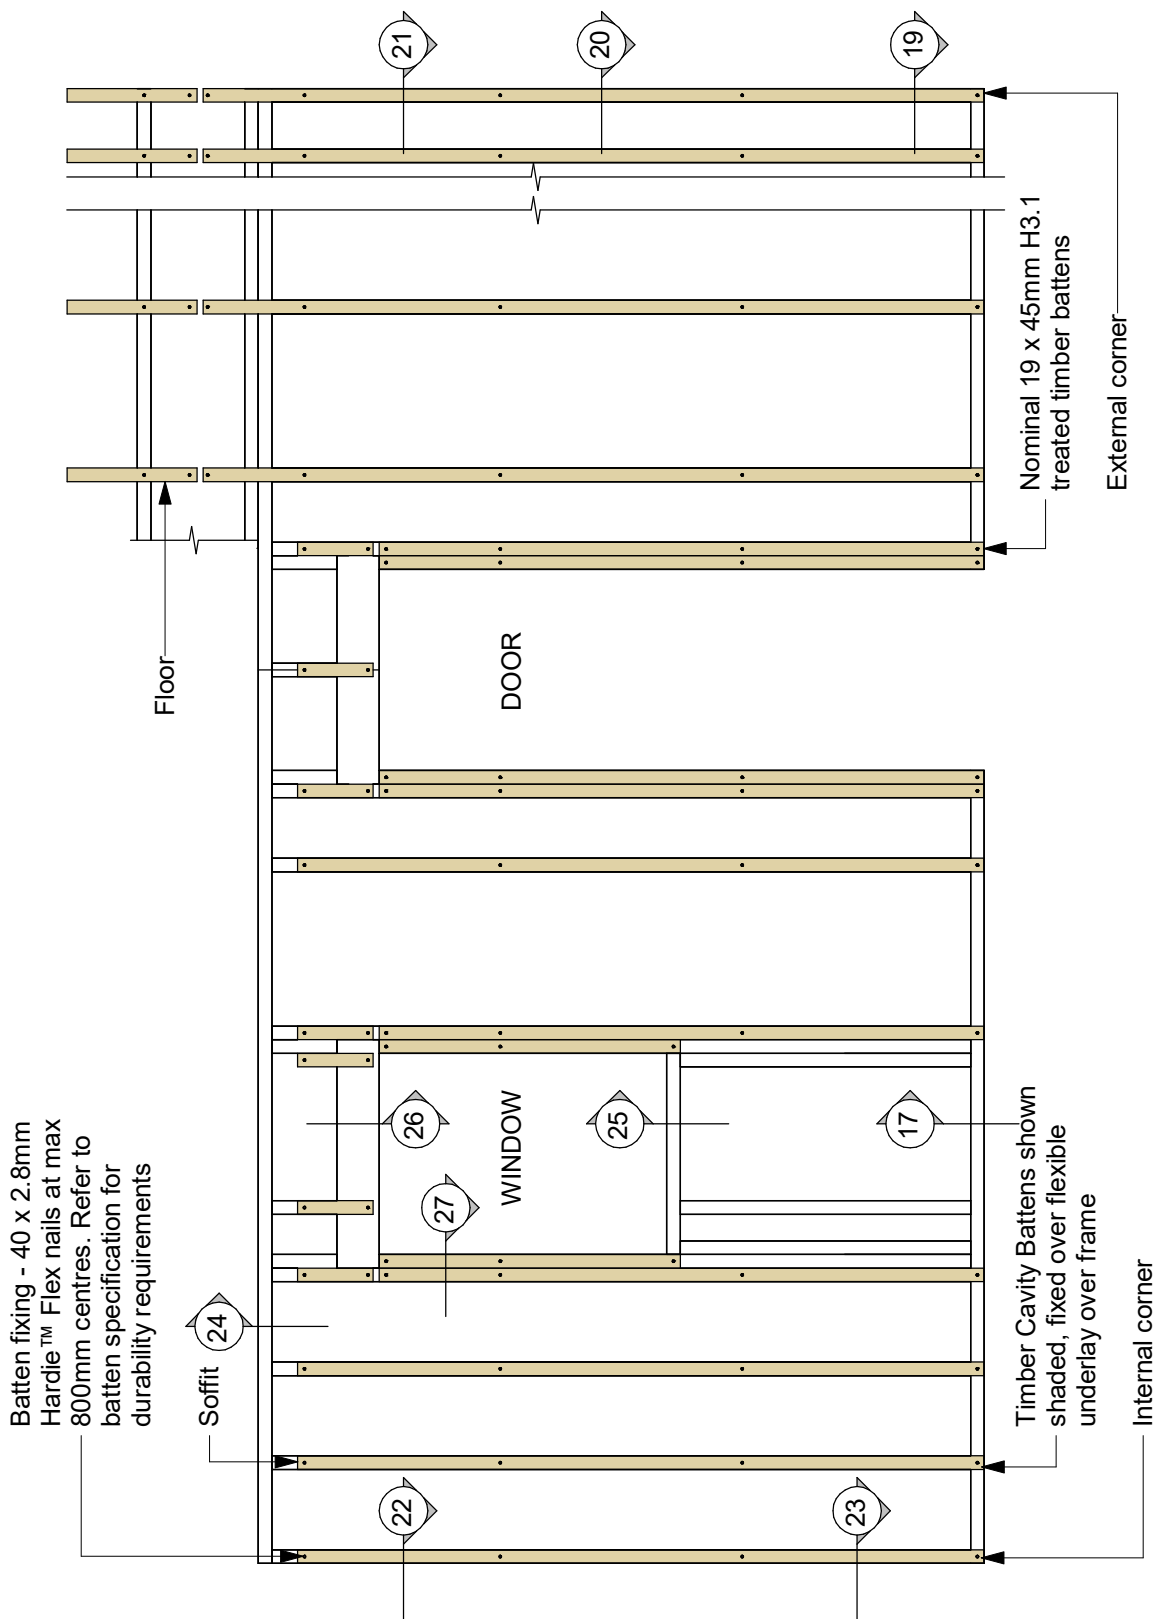 Batten fixing - 40 x 2.8mm
Hardie™ Flex nails at max
800mm centres. Refer to
batten specification for
durability requirements
Soffit
Floor
24
22
27
26
21
20
WINDOW
DOOR
25
23
17
19
Timber Cavity Battens shown
shaded, fixed over flexible
underlay over frame
Nominal 19 x 45mm H3.1
treated timber battens
Internal corner
External corner